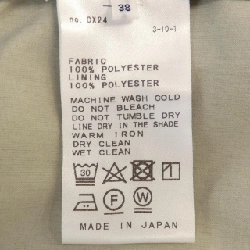 38
no. DX24
3-10-1
FABRIC
100% POLYESTER
LINING
100% POLYESTER
MACHINE WASH COLD
DO NOT BLEACH
DO NOT TUMBLE DRY
LINE DRY IN THE SHADE
WARM IRON
DRY CLEAN
WET CLEAN
30
F W
MADE IN JAPAN